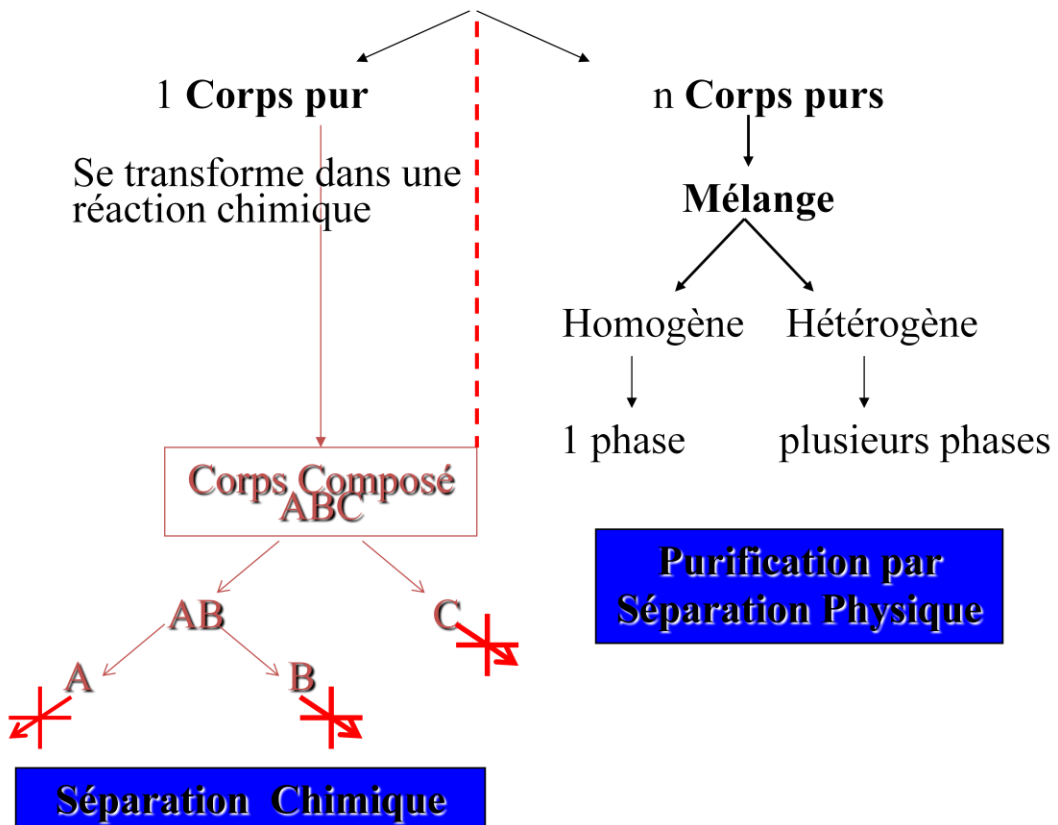 1 Corps pur
Se transforme dans une
réaction chimique
Corps Composé
ABC
AB
C
A
B
Séparation Chimique
n Corps purs
Mélange
Homogène
Hétérogène
1 phase
plusieurs phases
Purification par
Séparation Physique